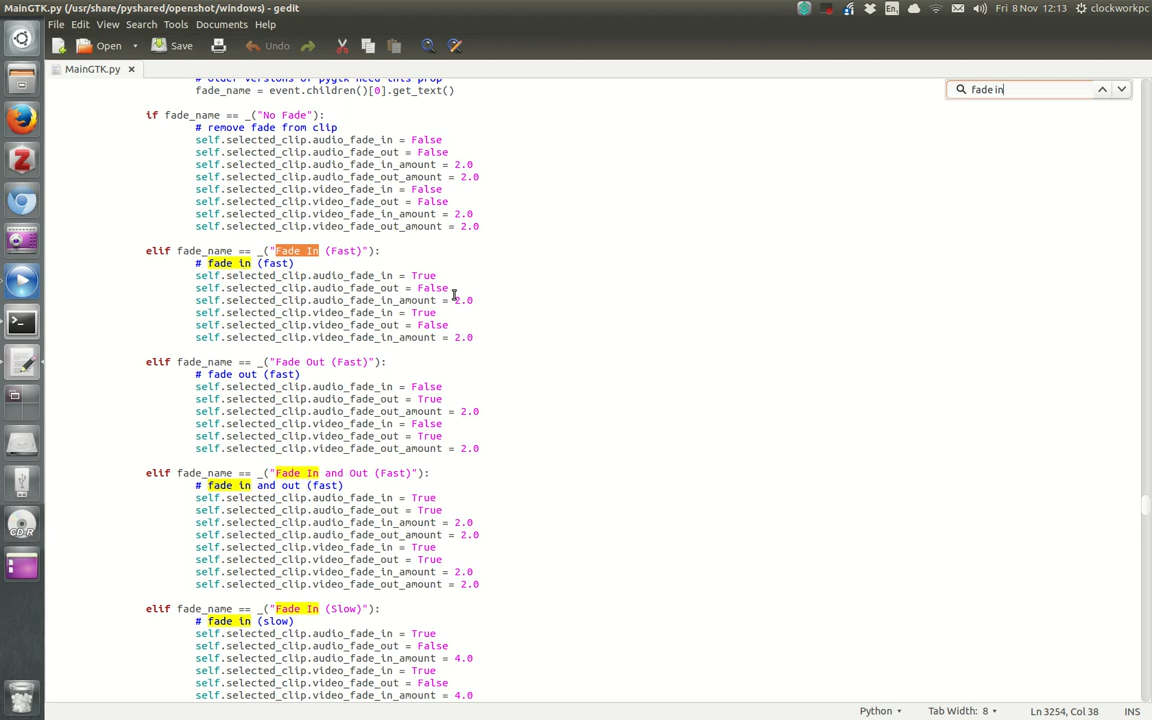 MainGTK.py (/usr/share/pyshared/openshot/windows) - gedit
En
Fri 8 Nov 12:13
clockworkpc
File Edit View Search Tools Documents Help
Open Save Undo
MainGTK.py
fade in
# Older versions of pygtk need this prop
fade_name = event.children()[0].get_text()
if fade_name == _("No Fade"):
# remove fade from clip
self.selected_clip.audio_fade_in = False
self.selected_clip.audio_fade_out = False
self.selected_clip.audio_fade_in_amount = 2.0
self.selected_clip.audio_fade_out_amount = 2.0
self.selected_clip.video_fade_in = False
self.selected_clip.video_fade_out = False
self.selected_clip.video_fade_in_amount = 2.0
self.selected_clip.video_fade_out_amount = 2.0
elif fade_name == _("Fade In (Fast)"):
# fade in (fast)
self.selected_clip.audio_fade_in = True
self.selected_clip.audio_fade_out = False
self.selected_clip.audio_fade_in_amount = 2.0
self.selected_clip.video_fade_in = True
self.selected_clip.video_fade_out = False
self.selected_clip.video_fade_in_amount = 2.0
elif fade_name == _("Fade Out (Fast)"):
# fade out (fast)
self.selected_clip.audio_fade_in = False
self.selected_clip.audio_fade_out = True
self.selected_clip.audio_fade_out_amount = 2.0
self.selected_clip.video_fade_in = False
self.selected_clip.video_fade_out = True
self.selected_clip.video_fade_out_amount = 2.0
elif fade_name == _("Fade In and Out (Fast)"):
# fade in and out (fast)
self.selected_clip.audio_fade_in = True
self.selected_clip.audio_fade_out = True
self.selected_clip.audio_fade_in_amount = 2.0
self.selected_clip.audio_fade_out_amount = 2.0
self.selected_clip.video_fade_in = True
self.selected_clip.video_fade_out = True
self.selected_clip.video_fade_in_amount = 2.0
self.selected_clip.video_fade_out_amount = 2.0
elif fade_name == _("Fade In (Slow)"):
# fade in (slow)
self.selected_clip.audio_fade_in = True
self.selected_clip.audio_fade_out = False
self.selected_clip.audio_fade_in_amount = 4.0
self.selected_clip.video_fade_in = True
self.selected_clip.video_fade_out = False
self.selected_clip.video_fade_in_amount = 4.0
CD-R
Python Tab Width: 8 Ln 3254, Col 38 INS